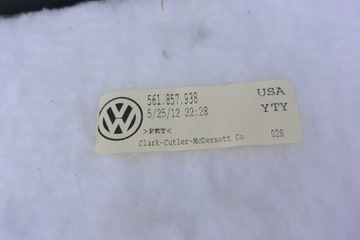 561.857.938 USA
5/25/12 22:28 YTY
>PET< 02S
Clark-Cutler-McDermott Co.